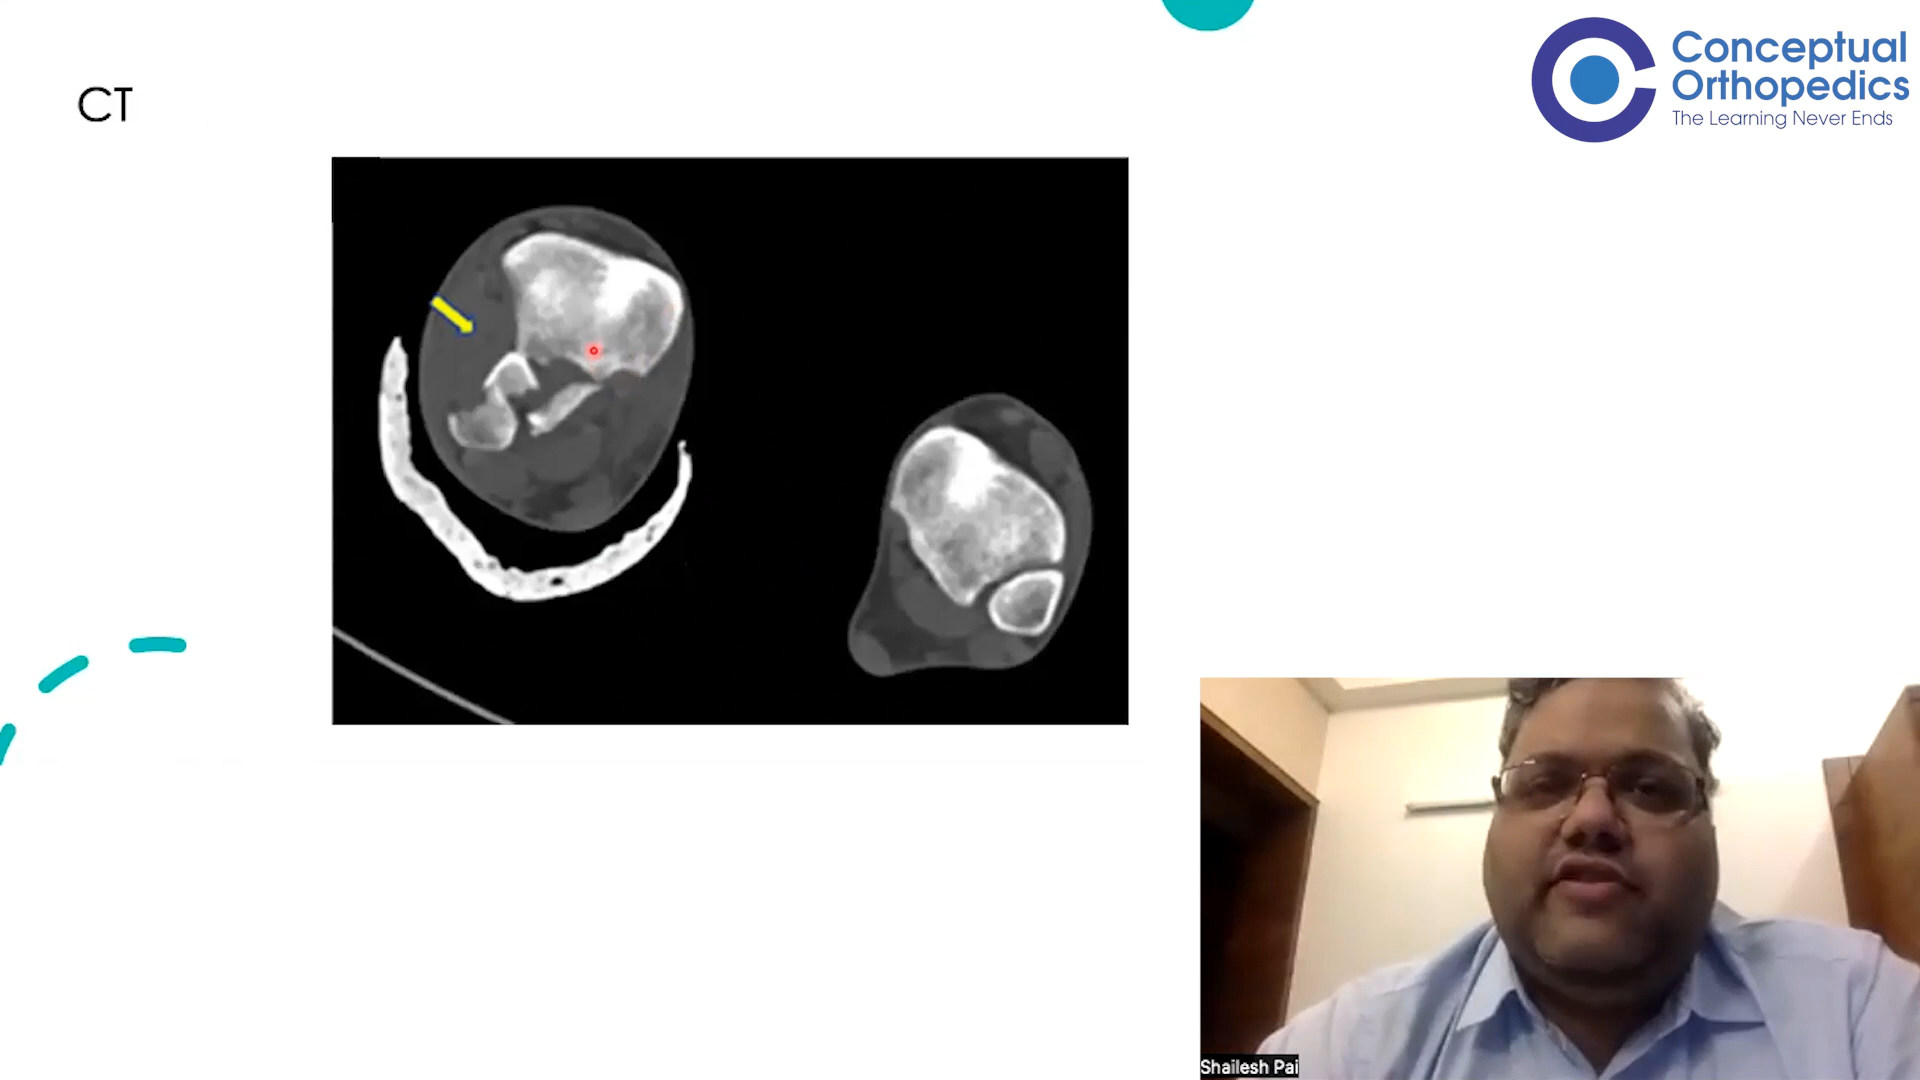 CT
Conceptual
Orthopedics
The Learning Never Ends
Shailesh Pai